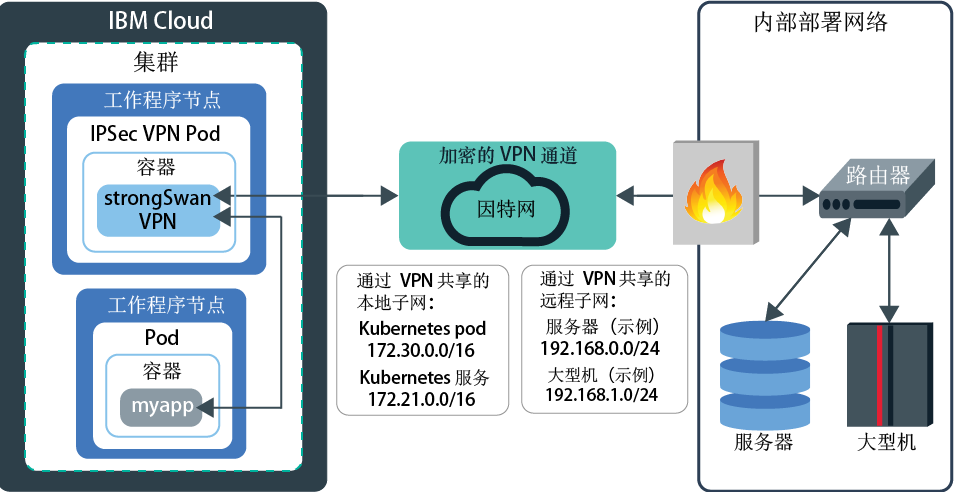 IBM Cloud
集群
工作程序节点
IPSec VPN Pod
容器
strongSwan
VPN
工作程序节点
Pod
容器
myapp
加密的 VPN 通道
因特网
通过 VPN 共享的
本地子网：
Kubernetes pod
172.30.0.0/16
Kubernetes 服务
172.21.0.0/16
通过 VPN 共享的
远程子网：
服务器（示例）
192.168.0.0/24
大型机（示例）
192.168.1.0/24
内部部署网络
路由器
服务器
大型机